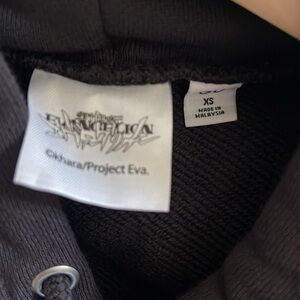 EVANGELION
©khara/Project Eva.
XS
MADE IN
MALAYSIA